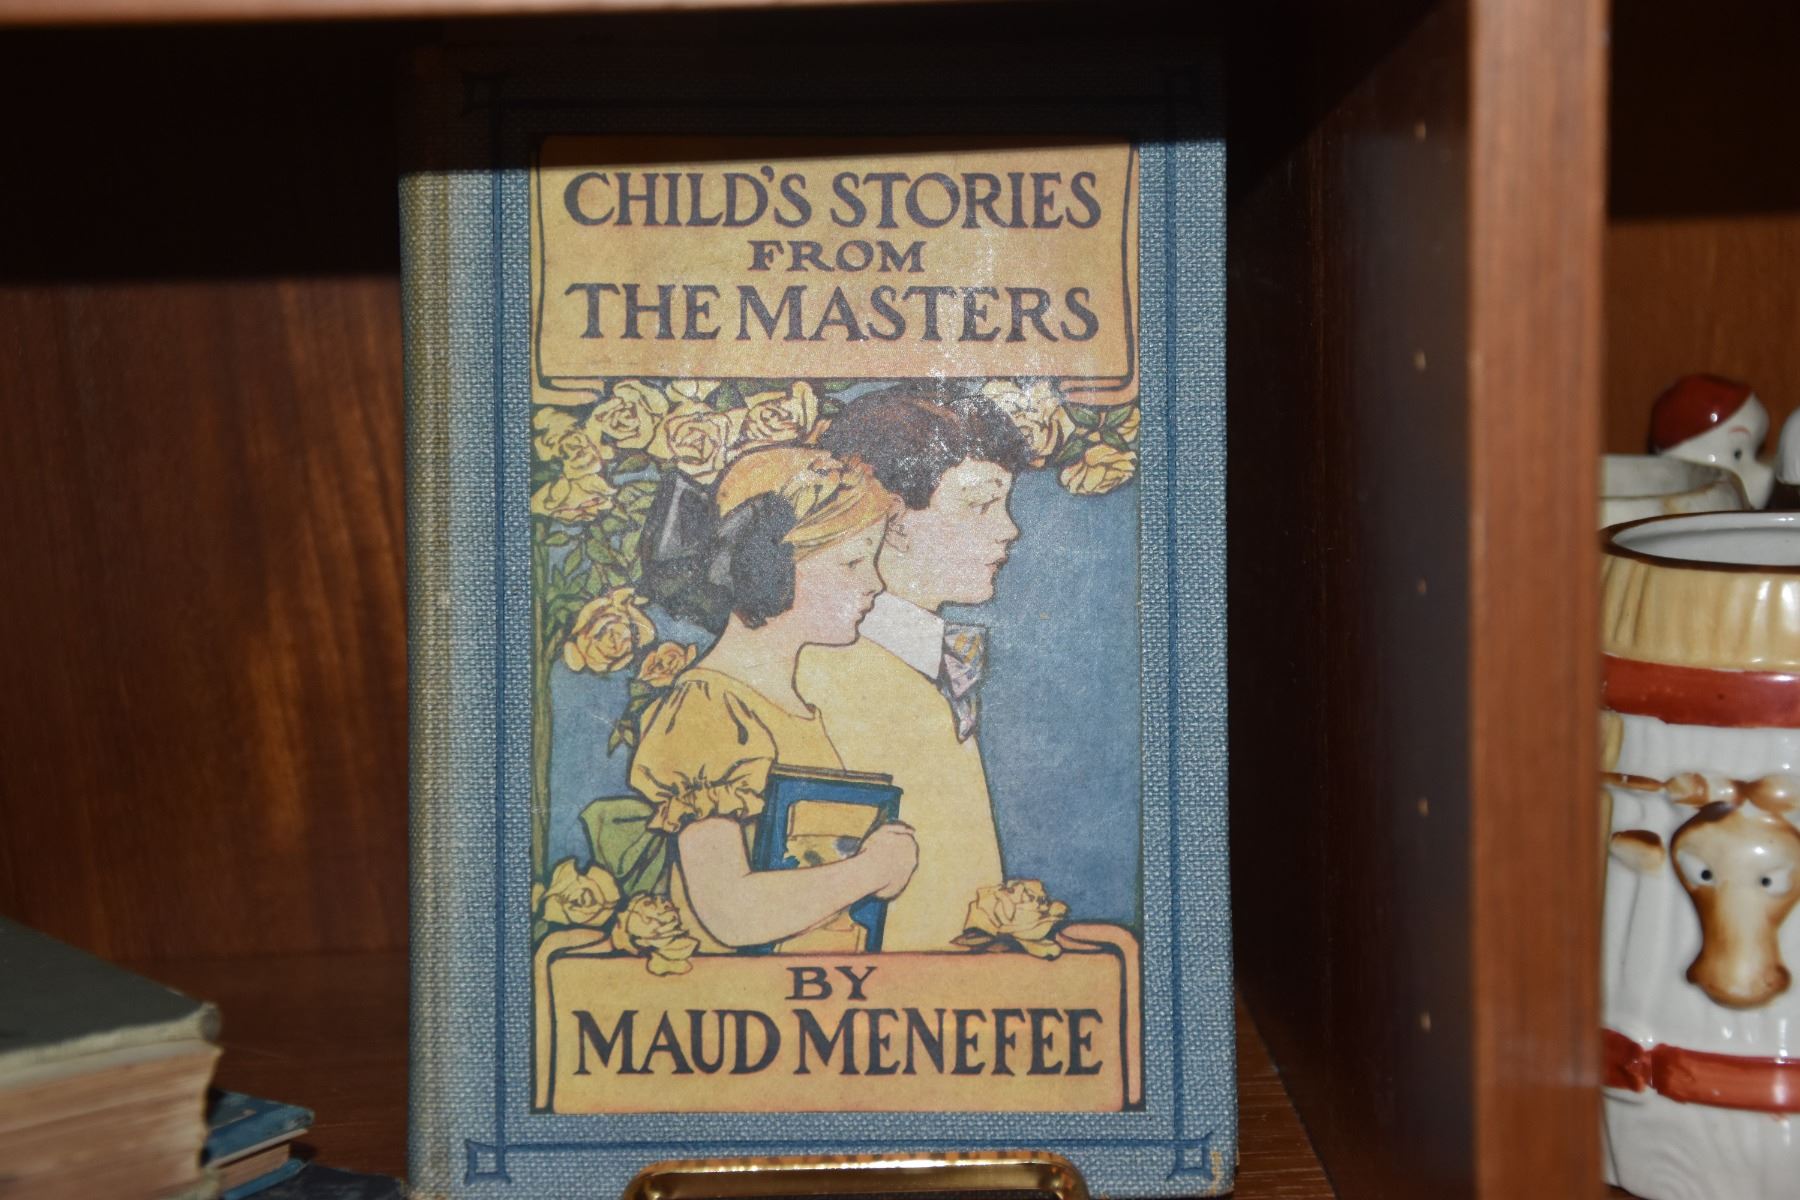 CHILD'S STORIES
FROM
THE MASTERS
BY
MAUD MENEFEE